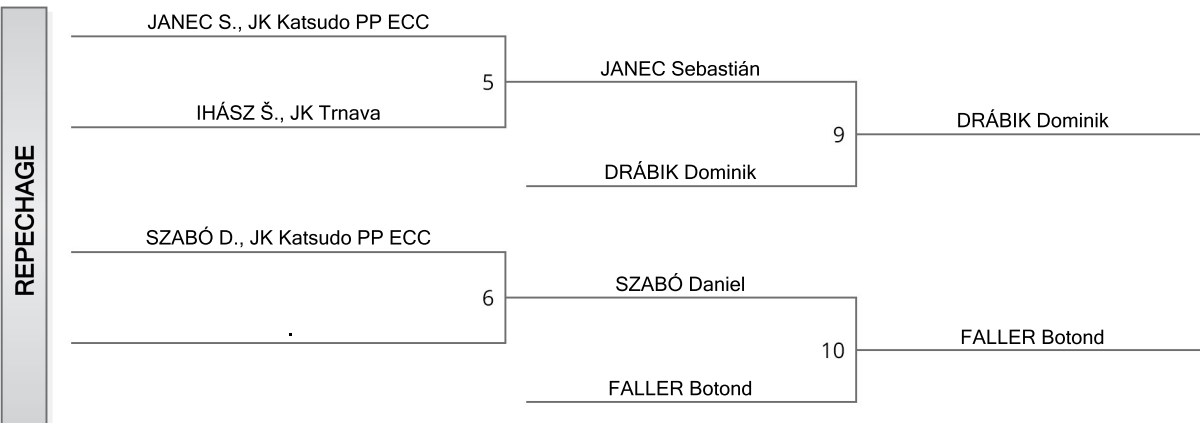 REPECHAGE
JANEC S., JK Katsudo PP ECC
5
IHÁSZ Š., JK Trnava
JANEC Sebastián
9
DRÁBIK Dominik
DRÁBIK Dominik
SZABÓ D., JK Katsudo PP ECC
6
.
SZABÓ Daniel
10
FALLER Botond
FALLER Botond